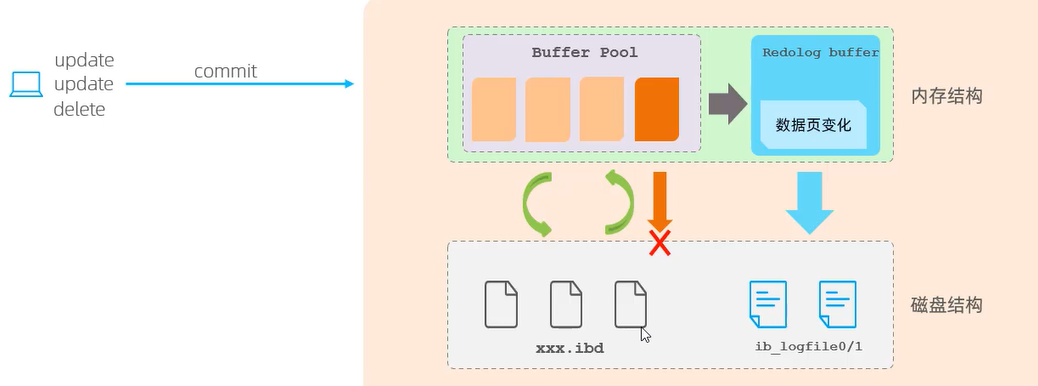 update
update
delete
commit
Buffer Pool
Redolog buffer
数据页变化
内存结构
xxx.ibd
ib_logfile0/1
磁盘结构